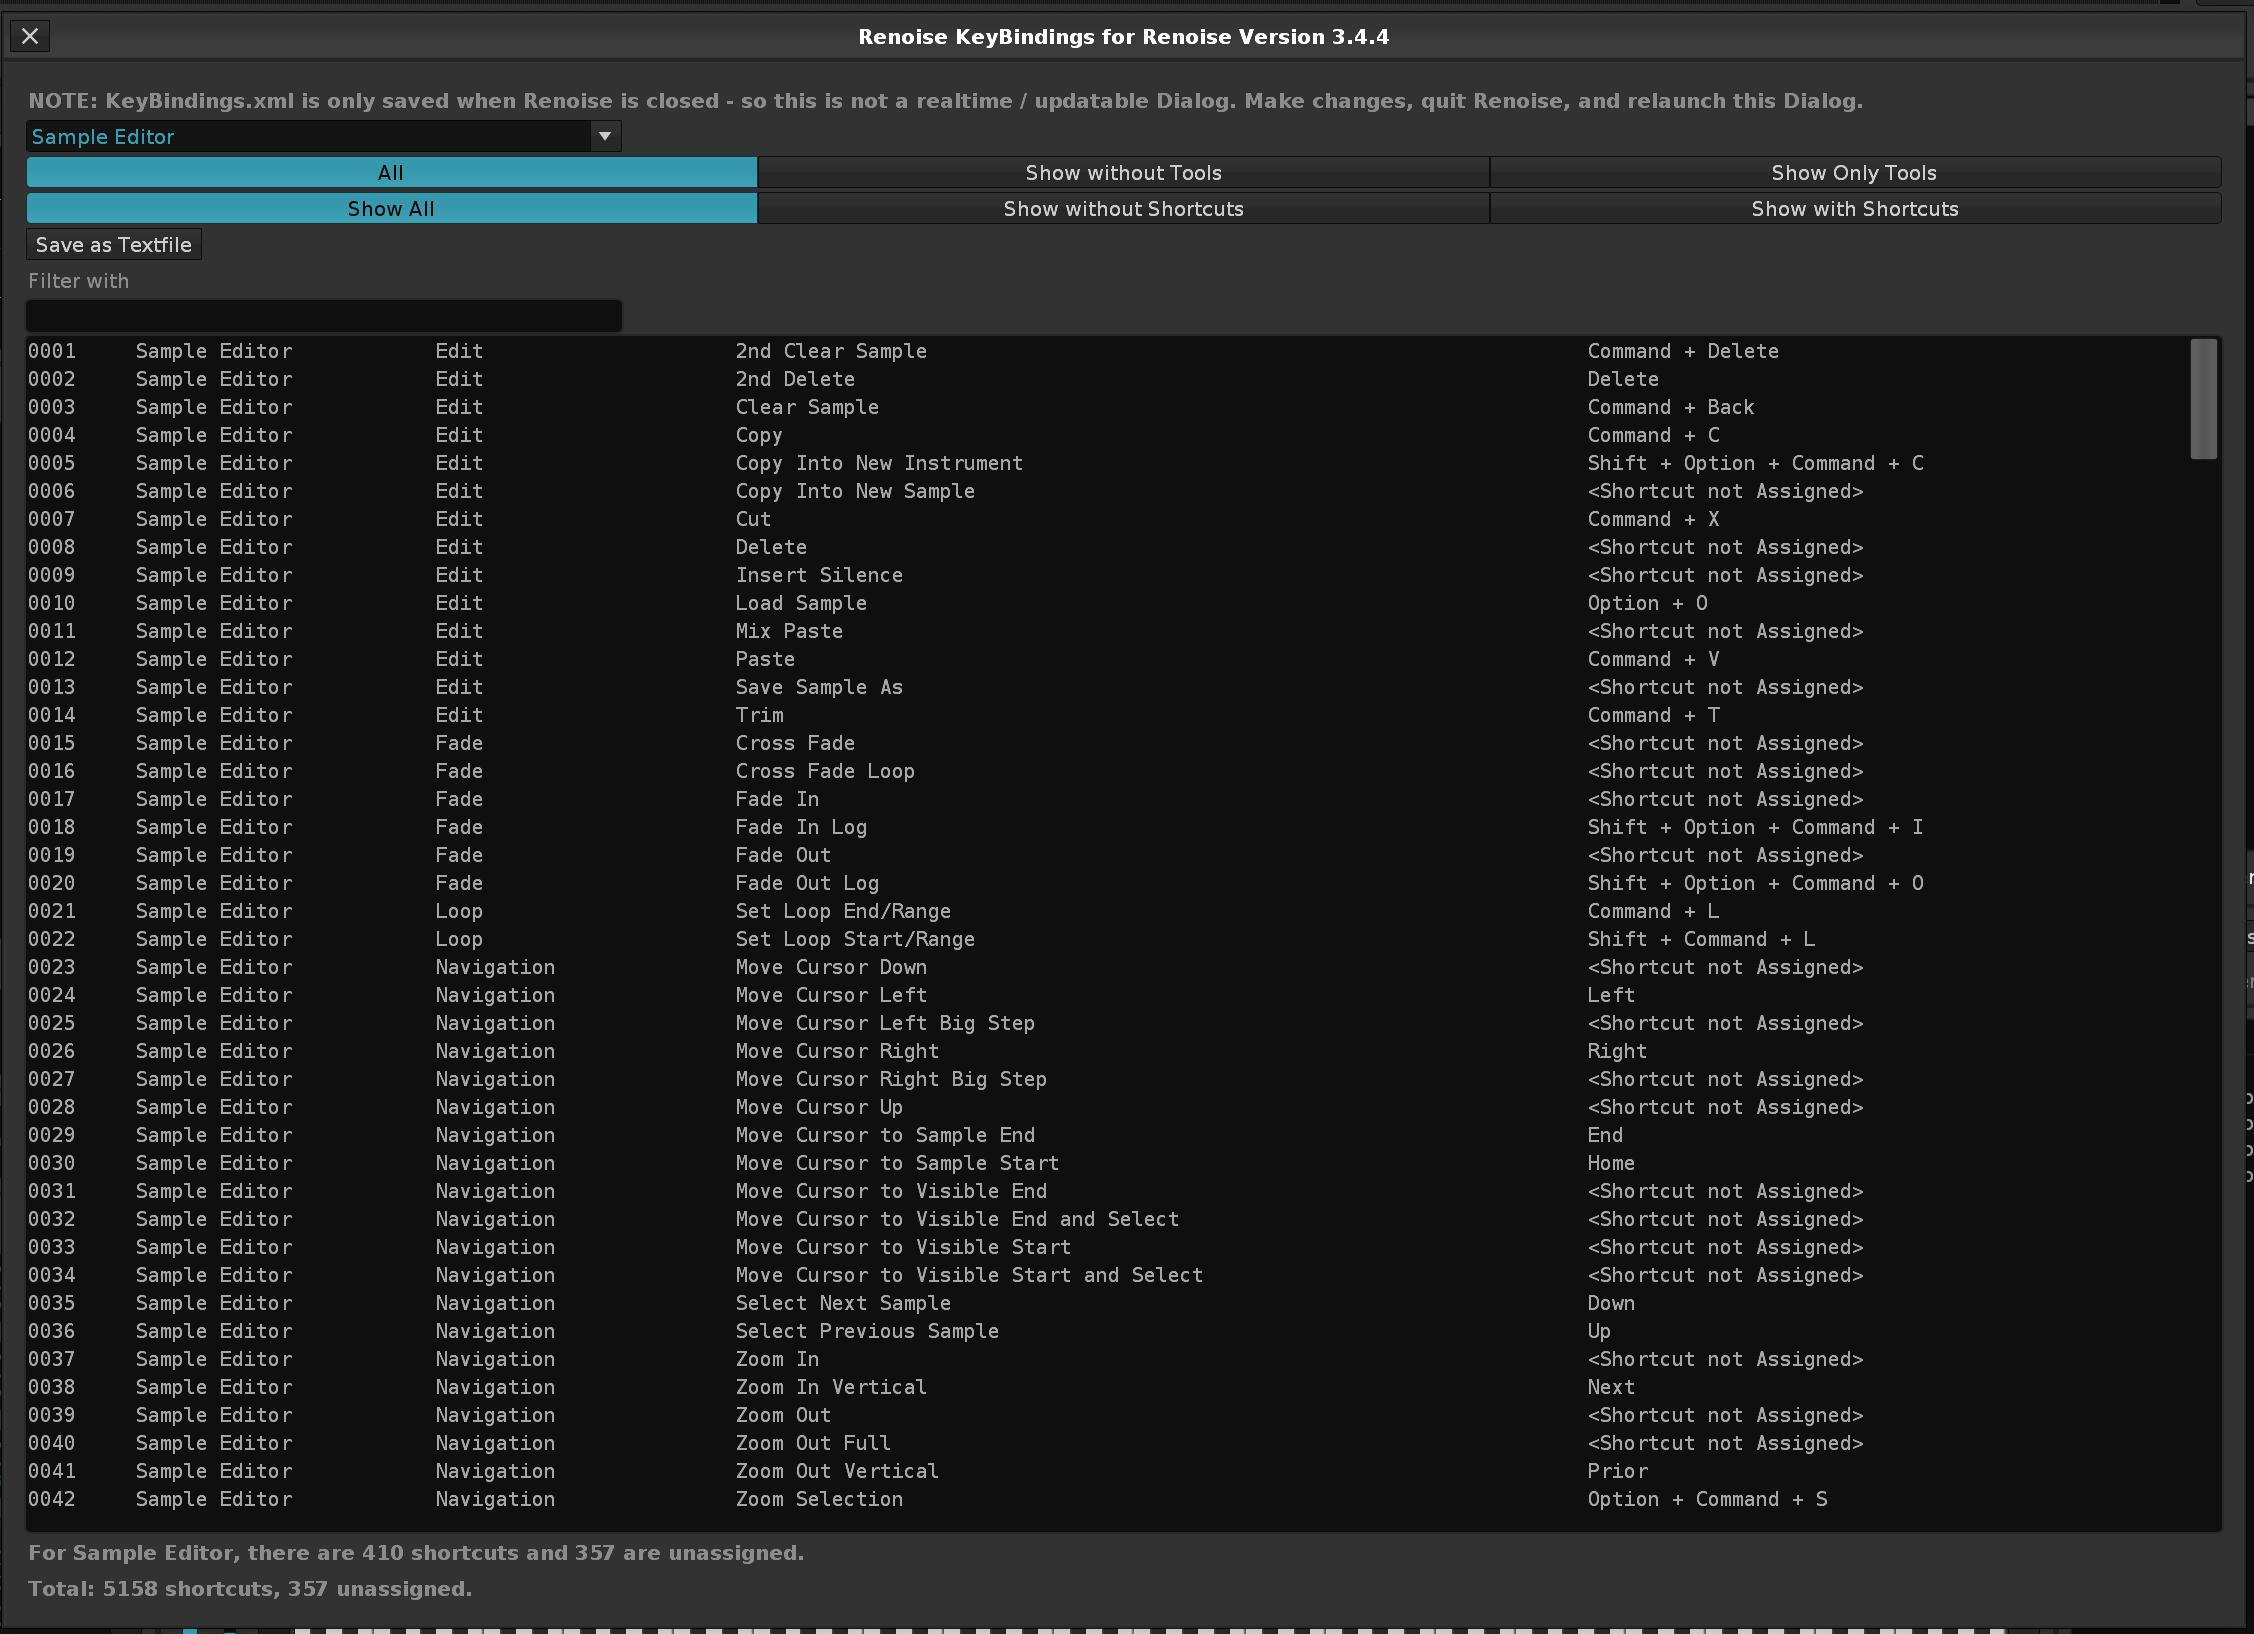 Renoise KeyBindings for Renoise Version 3.4.4
NOTE: KeyBindings.xml is only saved when Renoise is closed - so this is not a realtime / updatable Dialog. Make changes, quit Renoise, and relaunch this Dialog.
Sample Editor
All Show without Tools Show Only Tools
Show All Show without Shortcuts Show with Shortcuts
Save as Textfile
Filter with
0001 Sample Editor Edit 2nd Clear Sample Command + Delete
0002 Sample Editor Edit 2nd Delete Delete
0003 Sample Editor Edit Clear Sample Command + Back
0004 Sample Editor Edit Copy Command + C
0005 Sample Editor Edit Copy Into New Instrument Shift + Option + Command + C
0006 Sample Editor Edit Copy Into New Sample <Shortcut not Assigned>
0007 Sample Editor Edit Cut Command + X
0008 Sample Editor Edit Delete <Shortcut not Assigned>
0009 Sample Editor Edit Insert Silence <Shortcut not Assigned>
0010 Sample Editor Edit Load Sample Option + O
0011 Sample Editor Edit Mix Paste <Shortcut not Assigned>
0012 Sample Editor Edit Paste Command + V
0013 Sample Editor Edit Save Sample As <Shortcut not Assigned>
0014 Sample Editor Edit Trim Command + T
0015 Sample Editor Fade Cross Fade <Shortcut not Assigned>
0016 Sample Editor Fade Cross Fade Loop <Shortcut not Assigned>
0017 Sample Editor Fade Fade In <Shortcut not Assigned>
0018 Sample Editor Fade Fade In Log Shift + Option + Command + I
0019 Sample Editor Fade Fade Out <Shortcut not Assigned>
0020 Sample Editor Fade Fade Out Log Shift + Option + Command + O
0021 Sample Editor Loop Set Loop End/Range Command + L
0022 Sample Editor Loop Set Loop Start/Range Shift + Command + L
0023 Sample Editor Navigation Move Cursor Down <Shortcut not Assigned>
0024 Sample Editor Navigation Move Cursor Left Left
0025 Sample Editor Navigation Move Cursor Left Big Step <Shortcut not Assigned>
0026 Sample Editor Navigation Move Cursor Right Right
0027 Sample Editor Navigation Move Cursor Right Big Step <Shortcut not Assigned>
0028 Sample Editor Navigation Move Cursor Up <Shortcut not Assigned>
0029 Sample Editor Navigation Move Cursor to Sample End End
0030 Sample Editor Navigation Move Cursor to Sample Start Home
0031 Sample Editor Navigation Move Cursor to Visible End <Shortcut not Assigned>
0032 Sample Editor Navigation Move Cursor to Visible End and Select <Shortcut not Assigned>
0033 Sample Editor Navigation Move Cursor to Visible Start <Shortcut not Assigned>
0034 Sample Editor Navigation Move Cursor to Visible Start and Select <Shortcut not Assigned>
0035 Sample Editor Navigation Select Next Sample Down
0036 Sample Editor Navigation Select Previous Sample Up
0037 Sample Editor Navigation Zoom In <Shortcut not Assigned>
0038 Sample Editor Navigation Zoom In Vertical Next
0039 Sample Editor Navigation Zoom Out <Shortcut not Assigned>
0040 Sample Editor Navigation Zoom Out Full <Shortcut not Assigned>
0041 Sample Editor Navigation Zoom Out Vertical Prior
0042 Sample Editor Navigation Zoom Selection Option + Command + S
For Sample Editor, there are 410 shortcuts and 357 are unassigned.
Total: 5158 shortcuts, 357 unassigned.